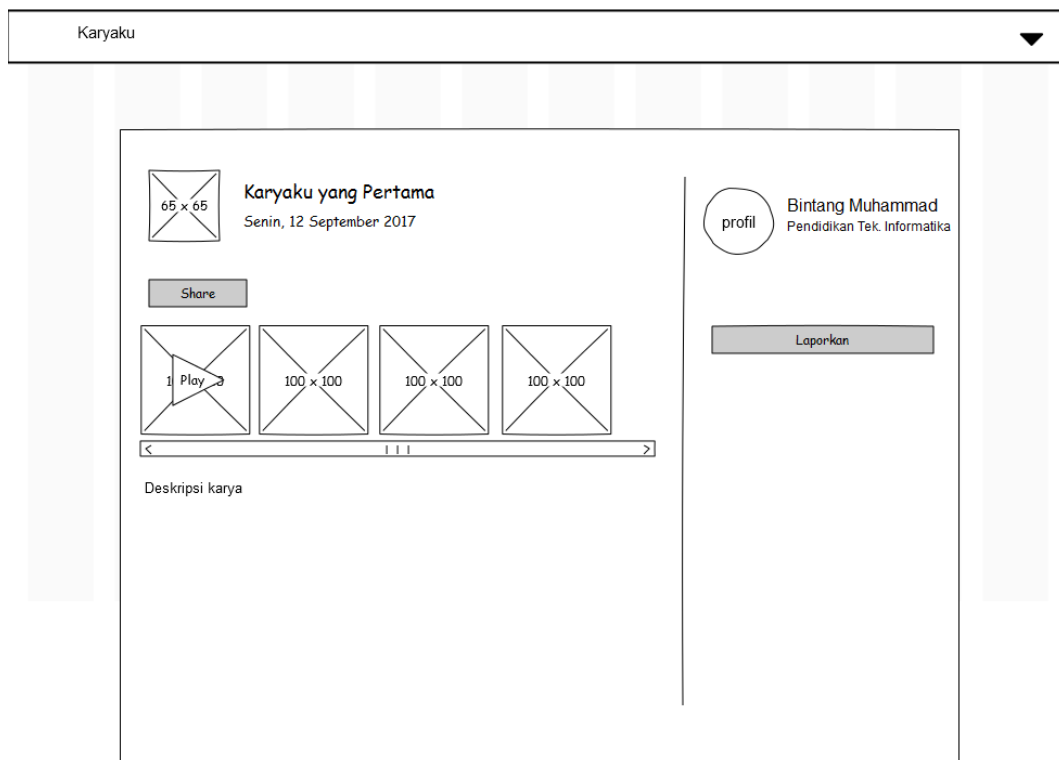 Karyaku
65 x 65
Karyaku yang Pertama
Senin, 12 September 2017
Share
Play
100 x 100
100 x 100
100 x 100
Deskripsi karya
profil
Bintang Muhammad
Pendidikan Tek. Informatika
Laporkan